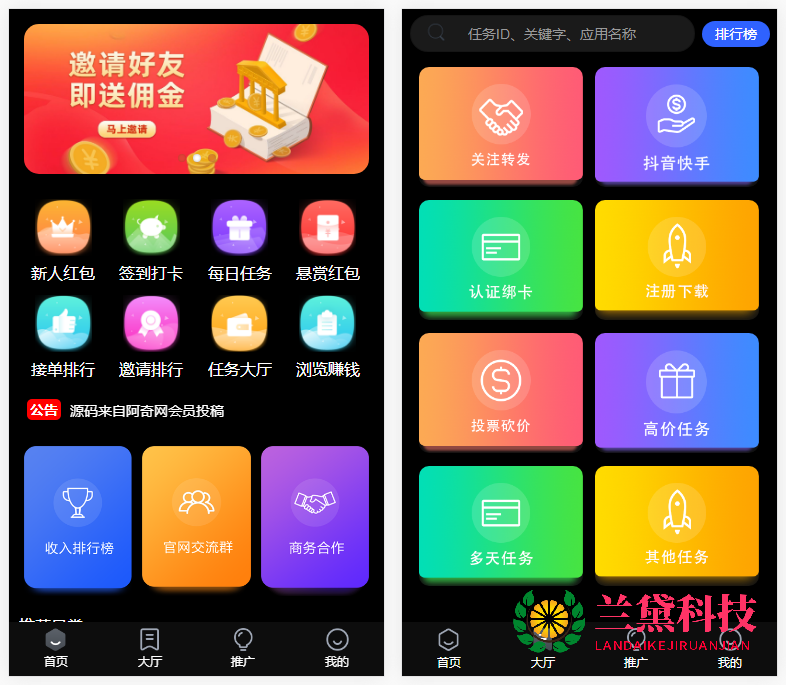 邀请好友
即送佣金
马上邀请
新人红包 签到打卡 每日任务 悬赏红包
接单排行 邀请排行 任务大厅 浏览赚钱
公告 源码来自阿奇网会员投稿
收入排行榜 官网交流群 商务合作
首页 大厅 推广 我的
任务ID、关键字、应用名称 排行榜
关注转发 抖音快手
认证绑卡 注册下载
投票砍价 高价任务
多天任务 其他任务
兰黛科技
LANDAIKEJIRUANJIAN
首页 大厅 推广 我的